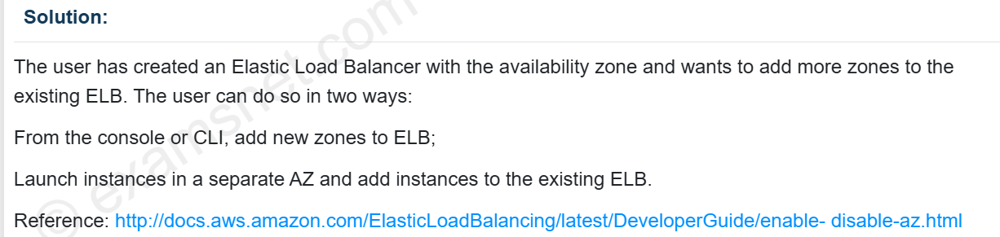 Solution:
The user has created an Elastic Load Balancer with the availability zone and wants to add more zones to the
existing ELB. The user can do so in two ways:
From the console or CLI, add new zones to ELB;
Launch instances in a separate AZ and add instances to the existing ELB.
Reference: http://docs.aws.amazon.com/ElasticLoadBalancing/latest/DeveloperGuide/enable- disable-az.html
© examsnet.com